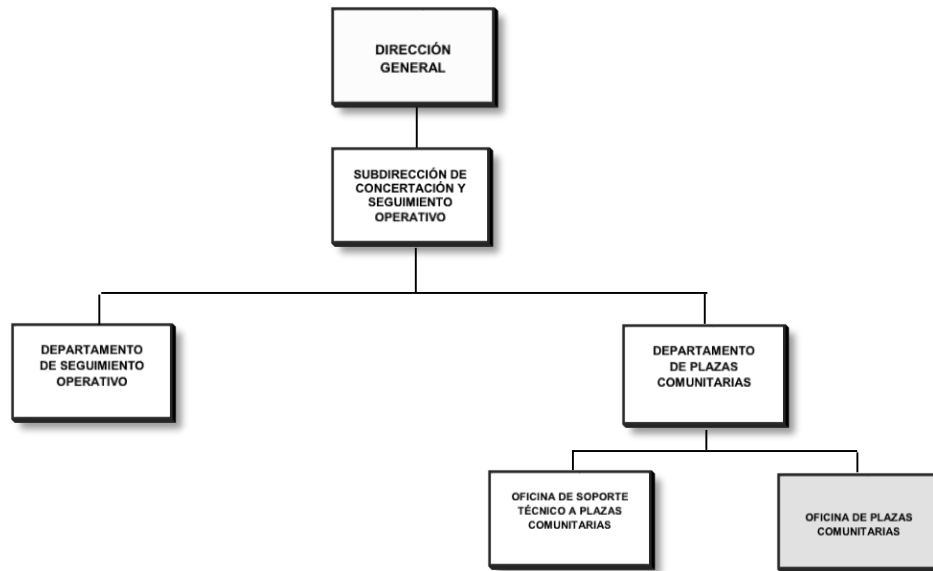 DIRECCIÓN
GENERAL
SUBDIRECCIÓN DE
CONCERTACIÓN Y
SEGUIMIENTO
OPERATIVO
DEPARTAMENTO
DE SEGUIMIENTO
OPERATIVO
DEPARTAMENTO
DE PLAZAS
COMUNITARIAS
OFICINA DE SOPORTE
TÉCNICO A PLAZAS
COMUNITARIAS
OFICINA DE PLAZAS
COMUNITARIAS